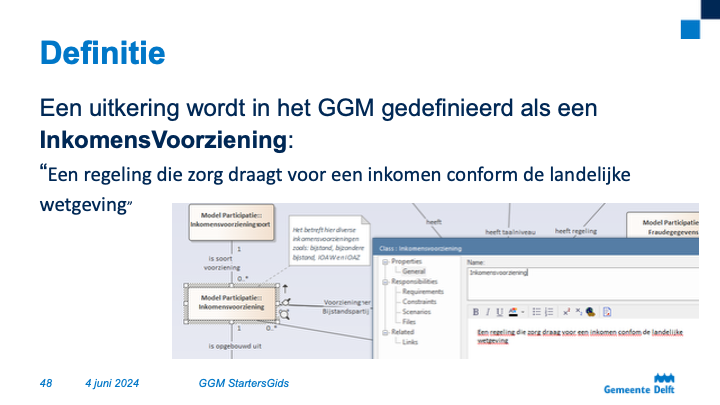 Definitie
Een uitkering wordt in het GGM gedefinieerd als een
InkomensVoorziening:
“Een regeling die zorg draagt voor een inkomen conform de landelijke
wetgeving”
Model Participatie::
Inkomensvoorzieningsoort
Het betreft hier diverse
inkomensvoorzieningen
zoals: bijstand, bijzondere
bijstand, IOAW en IOAZ
heeft
heeft taalniveau
heeft regeling
Model Participatie::
Fraudegegevens
1
is soort
voorziening
0..*
Model Participatie::
Inkomensvoorziening
1
0..*
is opgebouwd uit
Bijstandspartij
Class : Inkomensvoorziening
Properties
General
Responsibilities
Requirements
Constraints
Scenarios
Files
Related
Links
Name:
Inkomensvoorziening
B I U
Een regeling die zorg draag voor een inkomen confom de landelijke
wetgeving
48 4 juni 2024 GGM StartersGids
Gemeente Delft